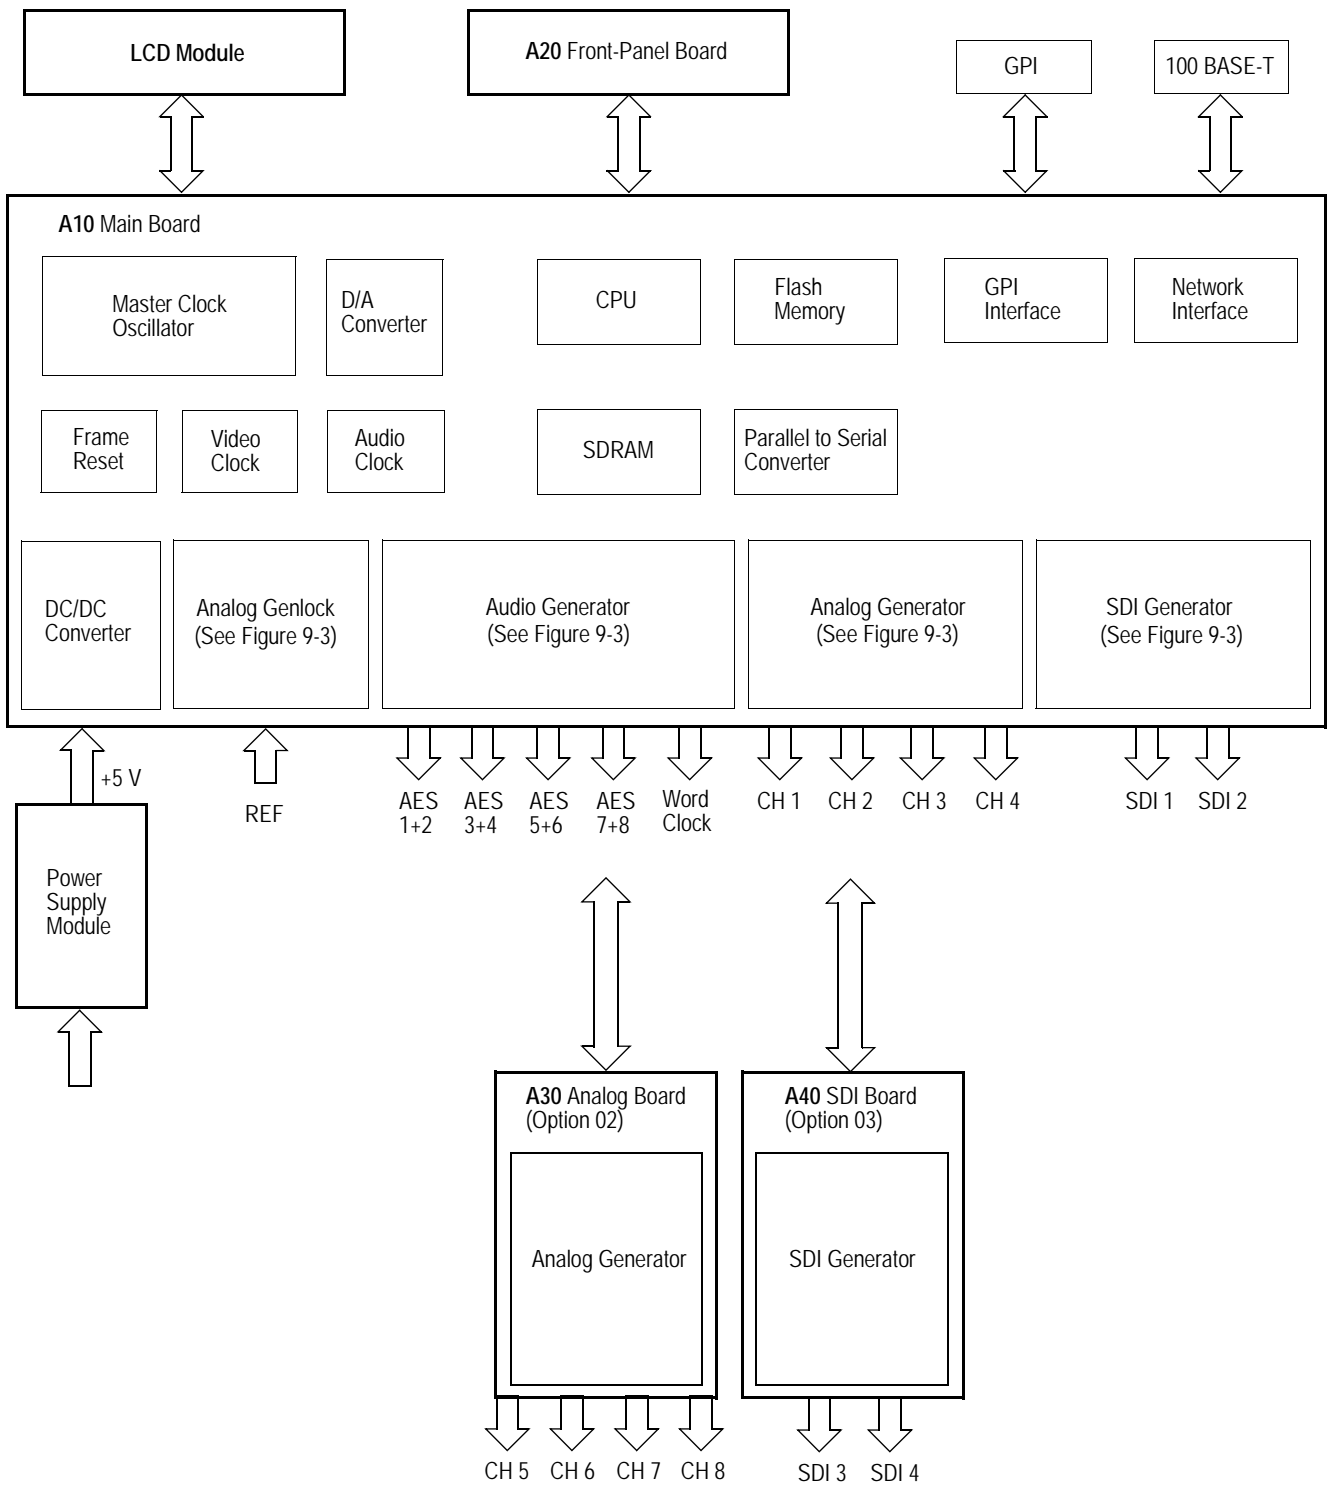 LCD Module
A20 Front-Panel Board
GPI
100 BASE-T
A10 Main Board
Master Clock
Oscillator
D/A
Converter
CPU
Flash
Memory
GPI
Interface
Network
Interface
Frame
Reset
Video
Clock
Audio
Clock
SDRAM
Parallel to Serial
Converter
DC/DC
Converter
Analog Genlock
(See Figure 9-3)
Audio Generator
(See Figure 9-3)
Analog Generator
(See Figure 9-3)
SDI Generator
(See Figure 9-3)
+5 V
REF
AES
1+2
AES
3+4
AES
5+6
AES
7+8
Word
Clock
CH 1
CH 2
CH 3
CH 4
SDI 1
SDI 2
Power
Supply
Module
A30 Analog Board
(Option 02)
A40 SDI Board
(Option 03)
Analog Generator
SDI Generator
CH 5
CH 6
CH 7
CH 8
SDI 3
SDI 4